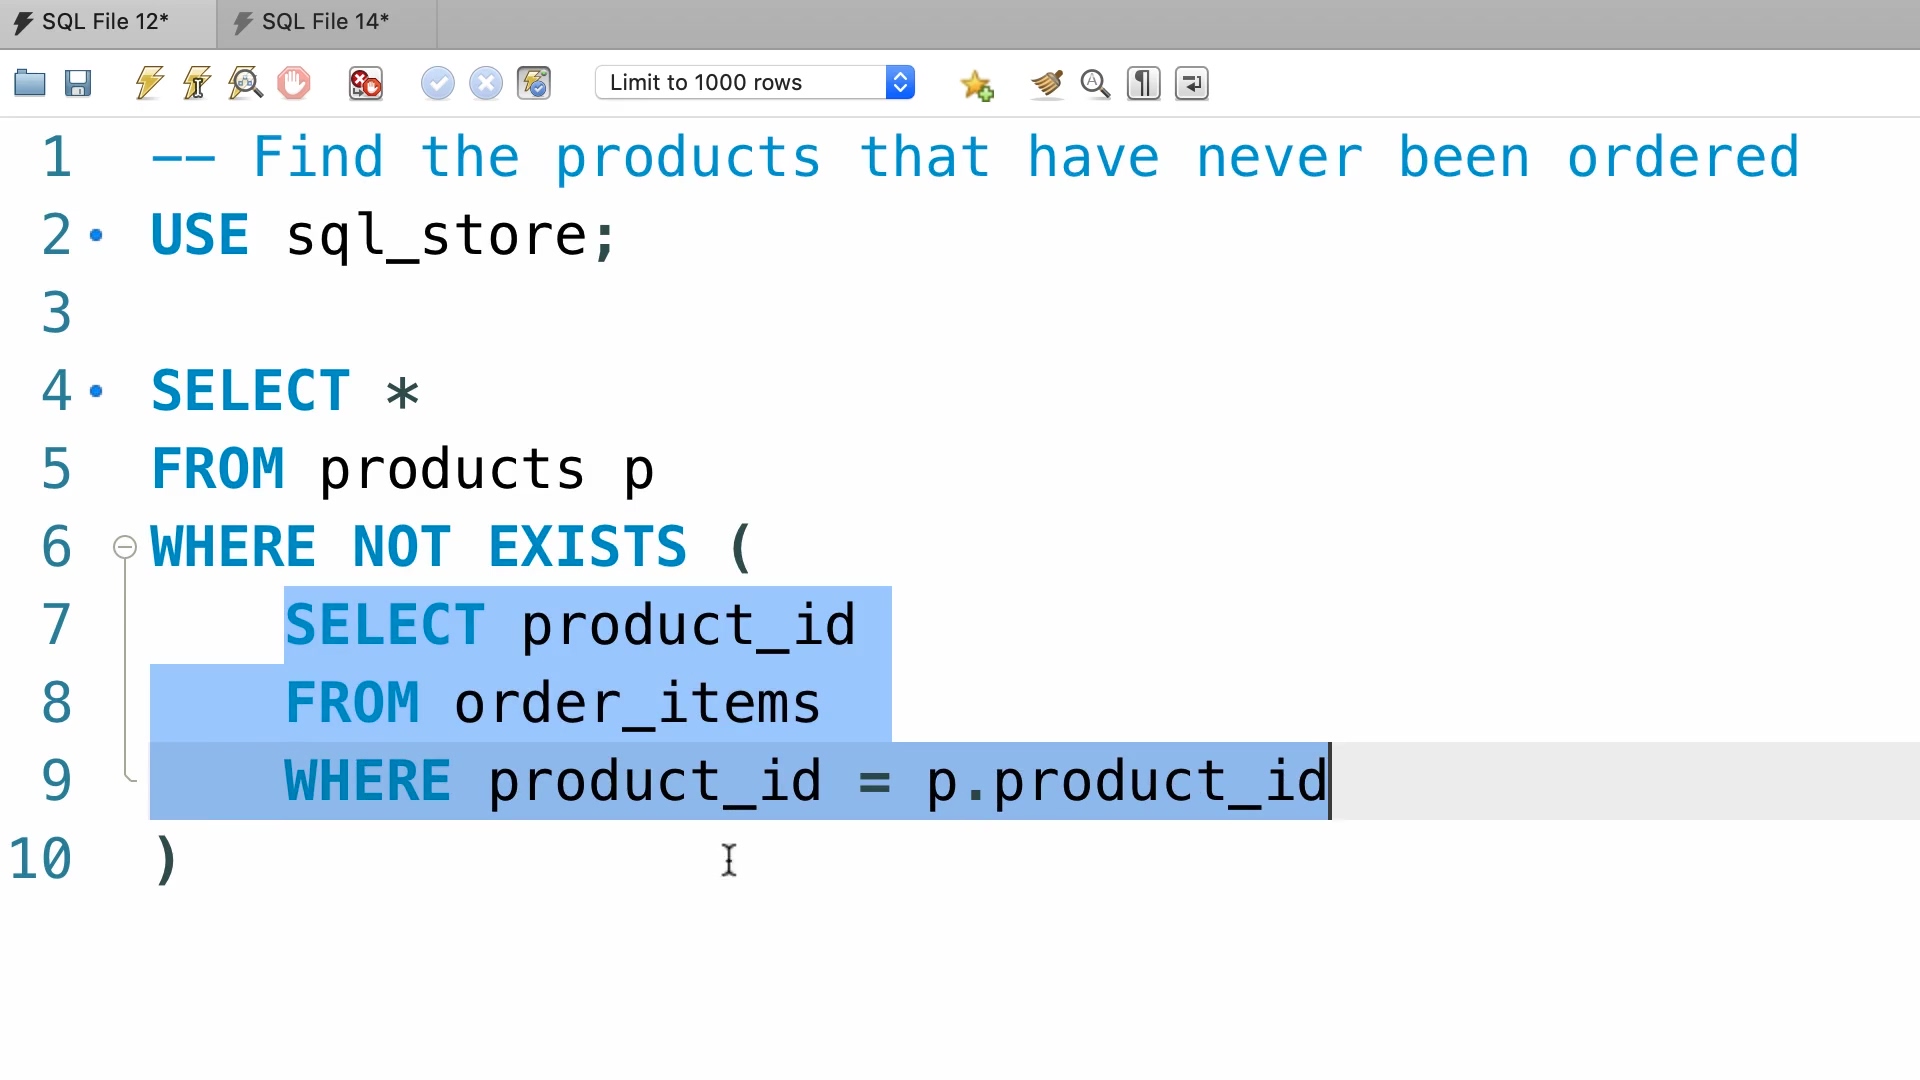 SQL File 12*
SQL File 14*
Limit to 1000 rows
1 -- Find the products that have never been ordered
2 USE sql_store;
3
4 SELECT *
5 FROM products p
6 WHERE NOT EXISTS (
7 SELECT product_id
8 FROM order_items
9 WHERE product_id = p.product_id
10 )